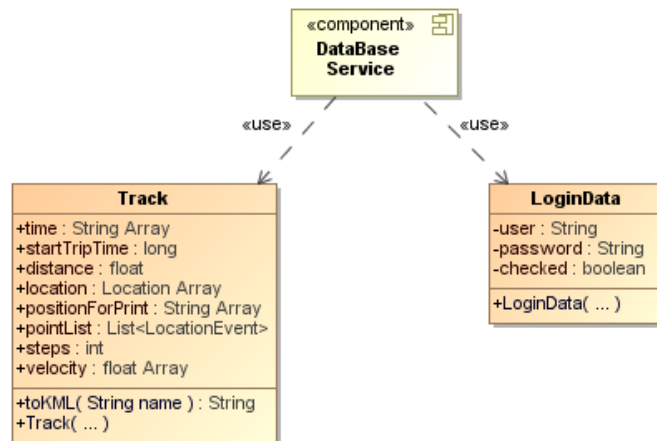 «component»
DataBase
Service
«use»
«use»
Track
+time : String Array
+startTripTime : long
+distance : float
+location : Location Array
+positionForPrint : String Array
+pointList : List<LocationEvent>
+steps : int
+velocity : float Array
+toKML( String name ) : String
+Track( ... )
LoginData
-user : String
-password : String
-checked : boolean
+LoginData( ... )